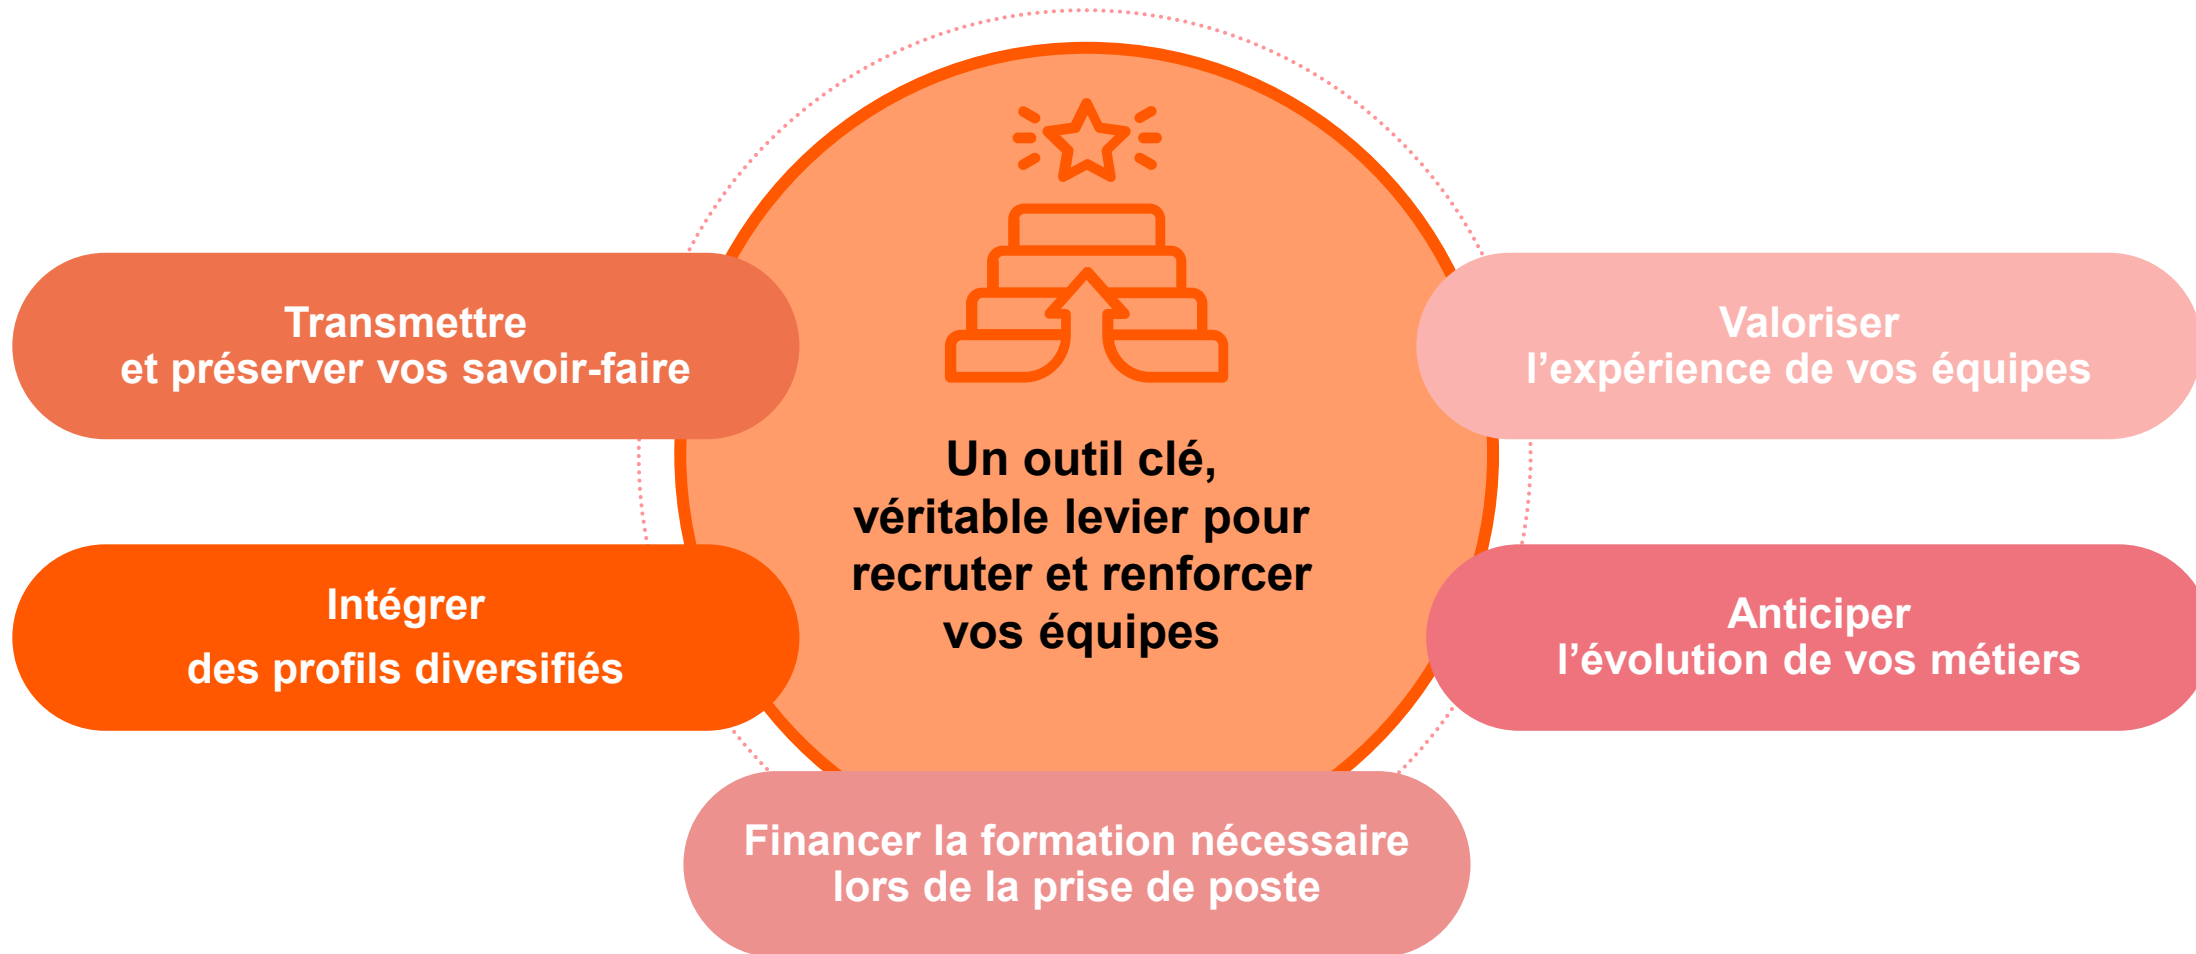 Transmettre
et préserver vos savoir-faire
Intégrer
des profils diversifiés
Un outil clé,
véritable levier pour
recruter et renforcer
vos équipes
Valoriser
l’expérience de vos équipes
Anticiper
l’évolution de vos métiers
Financer la formation nécessaire
lors de la prise de poste